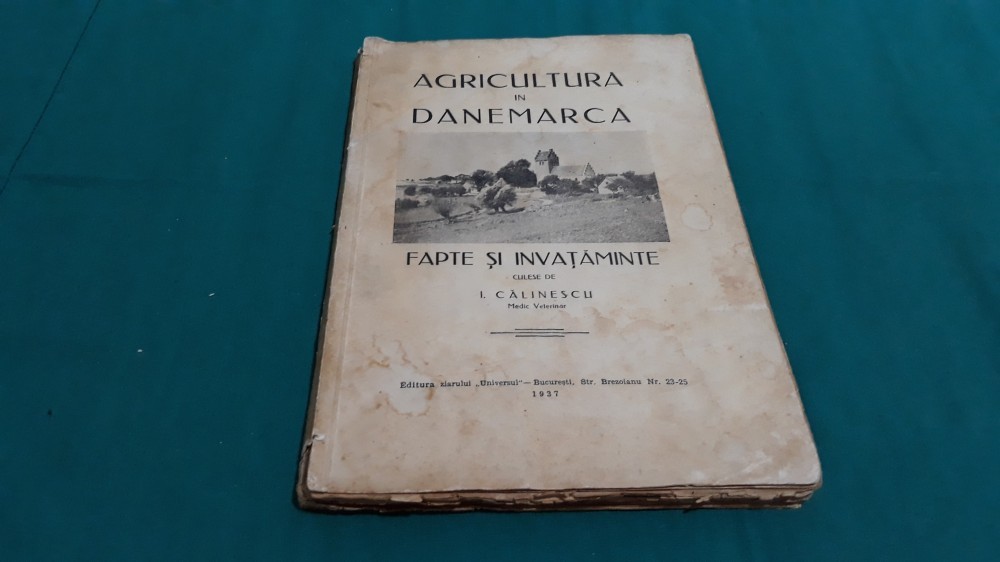 AGRICULTURA
IN
DANEMARCA
FAPTE ȘI INVAȚĂMINTE
CULESE DE
I. CĂLINESCU
Medic Veterinar
Editura ziarului „Universul“ — București, Str. Brezoianu Nr. 23-25
1937